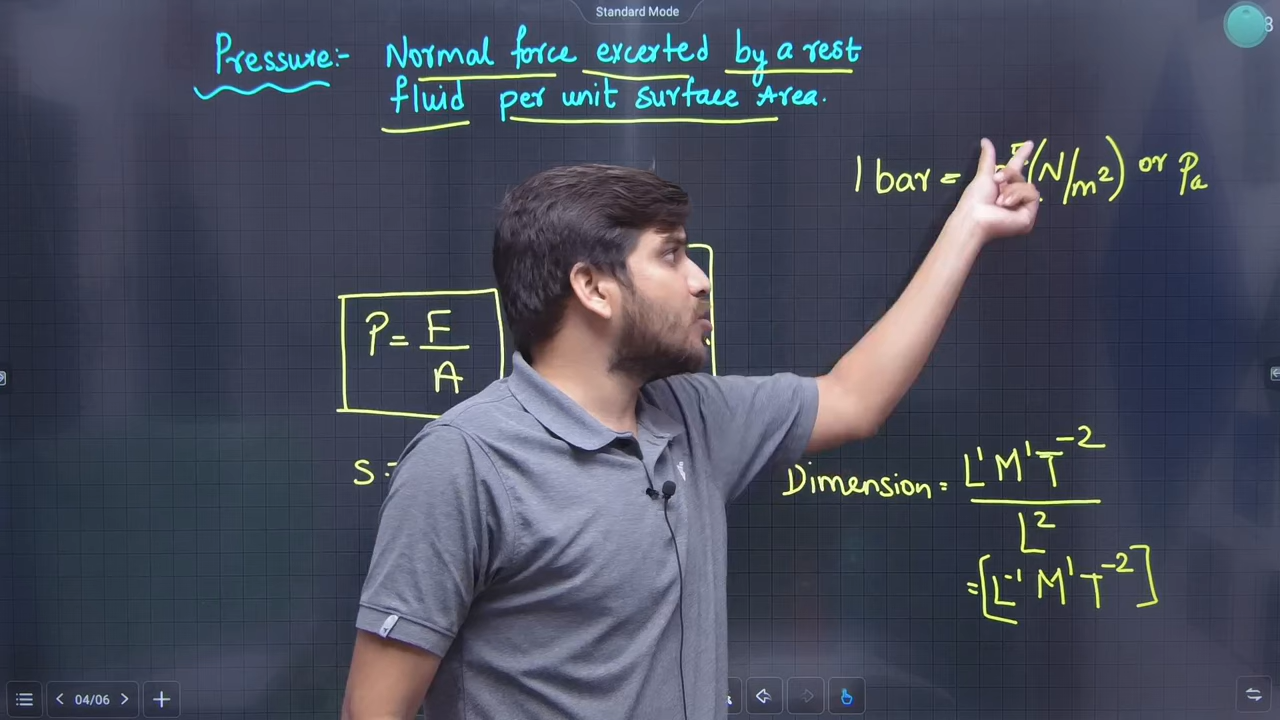 Standard Mode
Pressure:- Normal force excerted by a rest
fluid per unit surface Area.
1 bar = (N/m²) or Pa
P = F/A
S =
Dimension = L¹M¹T⁻²/L²
= [L⁻¹M¹T⁻²]
04/06